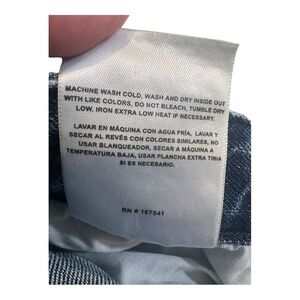 MACHINE WASH COLD, WASH AND DRY INSIDE OUT
WITH LIKE COLORS, DO NOT BLEACH, TUMBLE DRY
LOW. IRON EXTRA LOW HEAT IF NECESSARY.
LAVAR EN MÁQUINA CON AGUA FRÍA, LAVAR Y
SECAR AL REVÉS CON COLORES SIMILARES, NO
USAR BLANQUEADOR, SECAR A MÁQUINA A
TEMPERATURA BAJA, USAR PLANCHA EXTRA TIBIA
SI ES NECESARIO.
RN # 167541